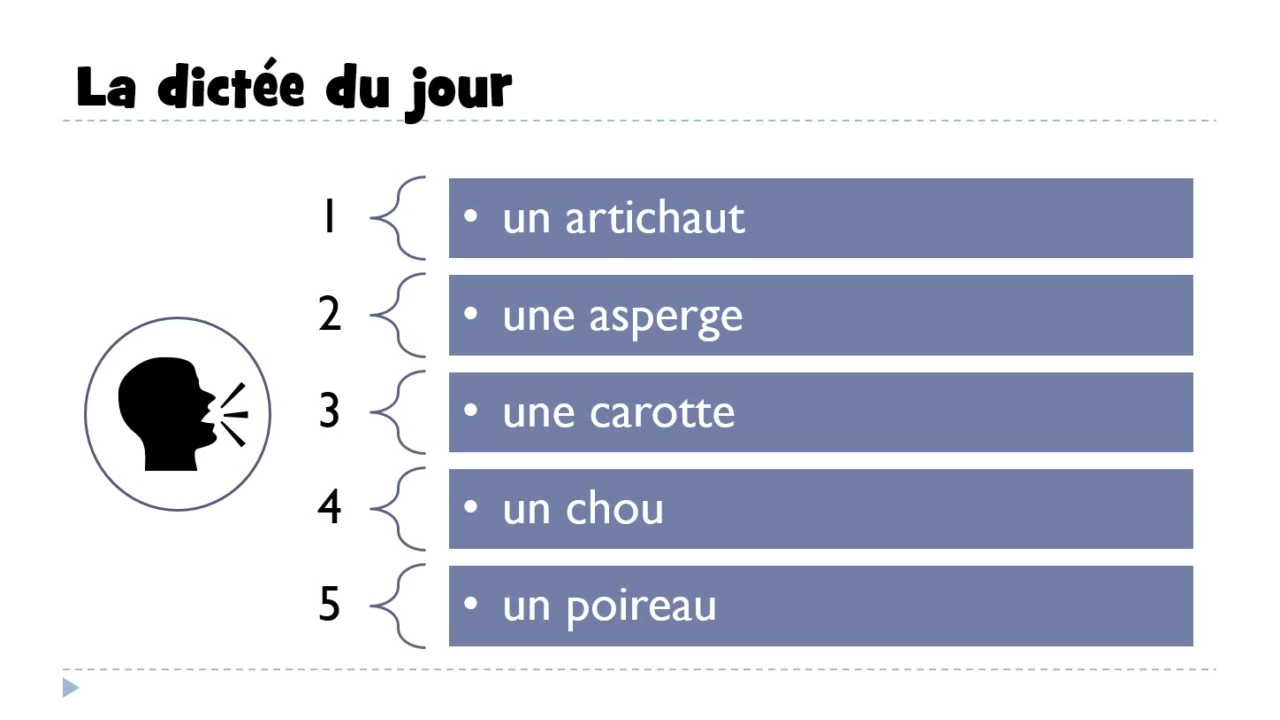 La dictée du jour
1 • un artichaut
2 • une asperge
3 • une carotte
4 • un chou
5 • un poireau